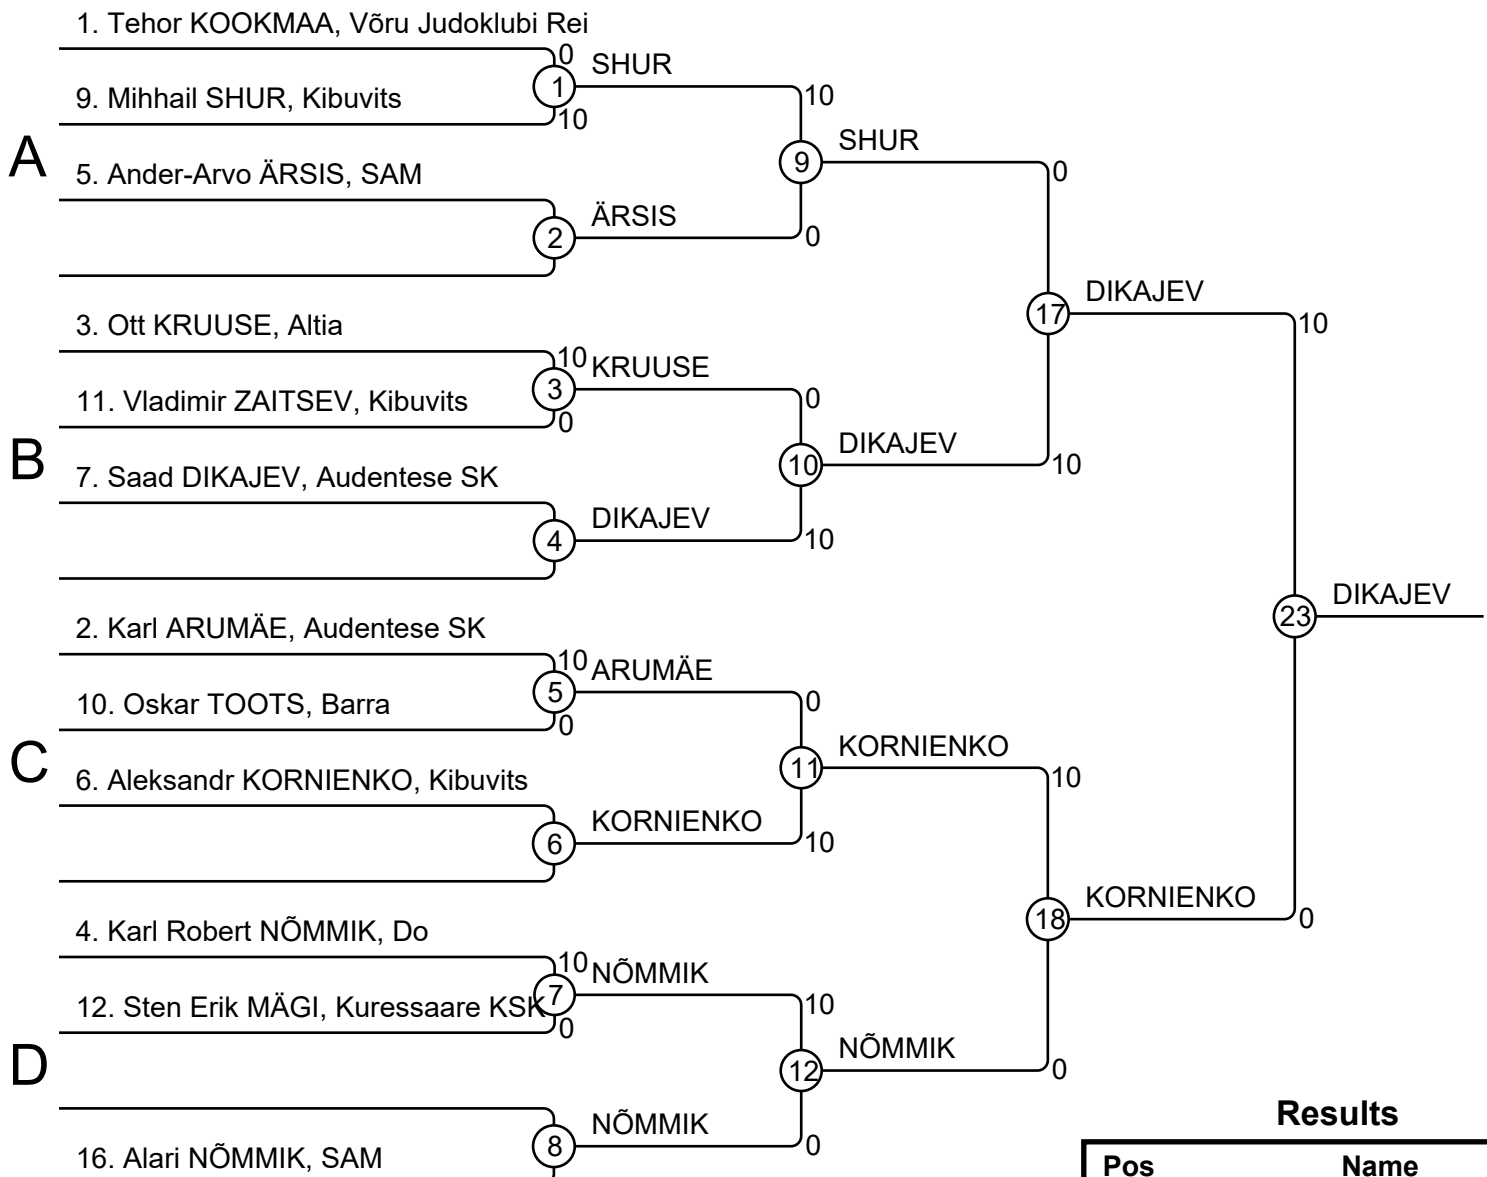 1. Tehor KOOKMAA, Võru Judoklubi Rei
0
SHUR
1
10
9. Mihhail SHUR, Kibuvits
10
A
SHUR
9
0
5. Ander-Arvo ÄRSIS, SAM
ÄRSIS
2
0
DIKAJEV
17
10
3. Ott KRUUSE, Altia
10
KRUUSE
3
0
11. Vladimir ZAITSEV, Kibuvits
0
B
DIKAJEV
10
10
7. Saad DIKAJEV, Audentese SK
DIKAJEV
4
10
DIKAJEV
23
2. Karl ARUMÄE, Audentese SK
10
ARUMÄE
5
0
10. Oskar TOOTS, Barra
0
C
KORNIENKO
11
10
6. Aleksandr KORNIENKO, Kibuvits
KORNIENKO
6
10
KORNIENKO
18
0
4. Karl Robert NÕMMIK, Do
10
NÕMMIK
7
10
12. Sten Erik MÄGI, Kuressaare KSK
0
D
NÕMMIK
12
0
NÕMMIK
8
0
16. Alari NÕMMIK, SAM
Results
Pos Name